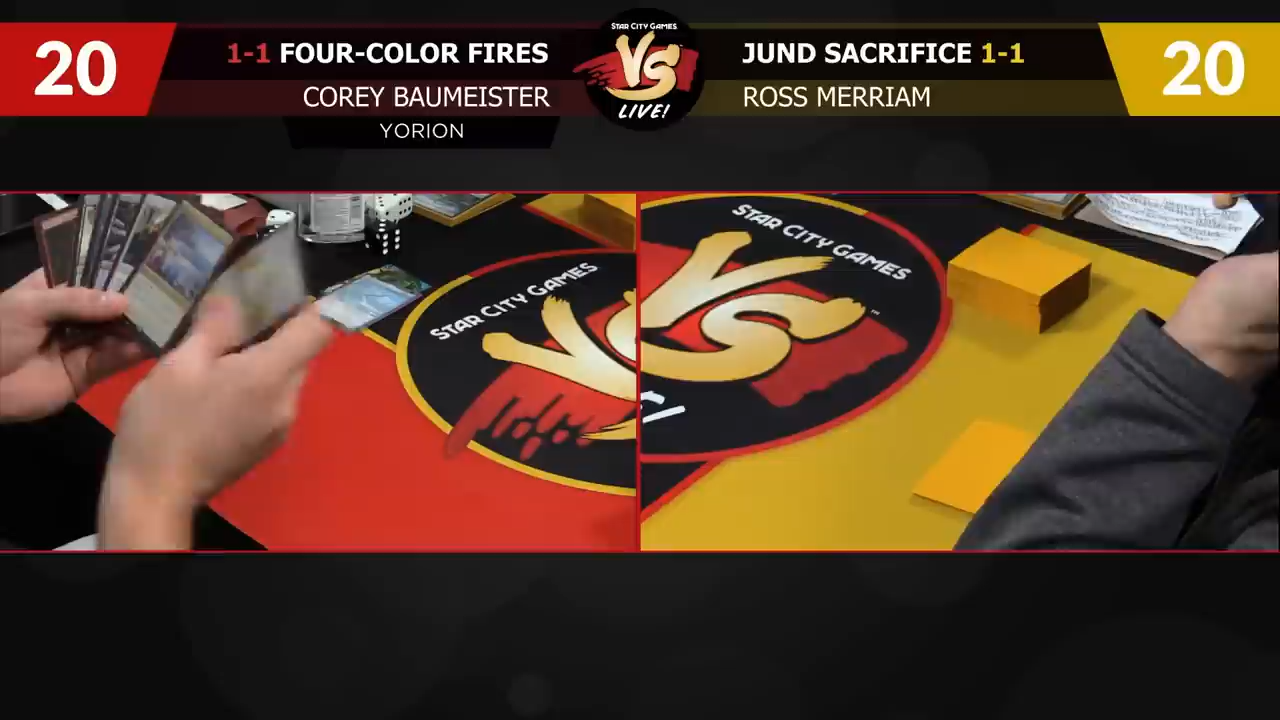 20
1-1 FOUR-COLOR FIRES
COREY BAUMEISTER
YORION
STAR CITY GAMES
VS
LIVE!
JUND SACRIFICE 1-1
ROSS MERRIAM
20
STAR CITY GAMES
STAR CITY GAMES
VS